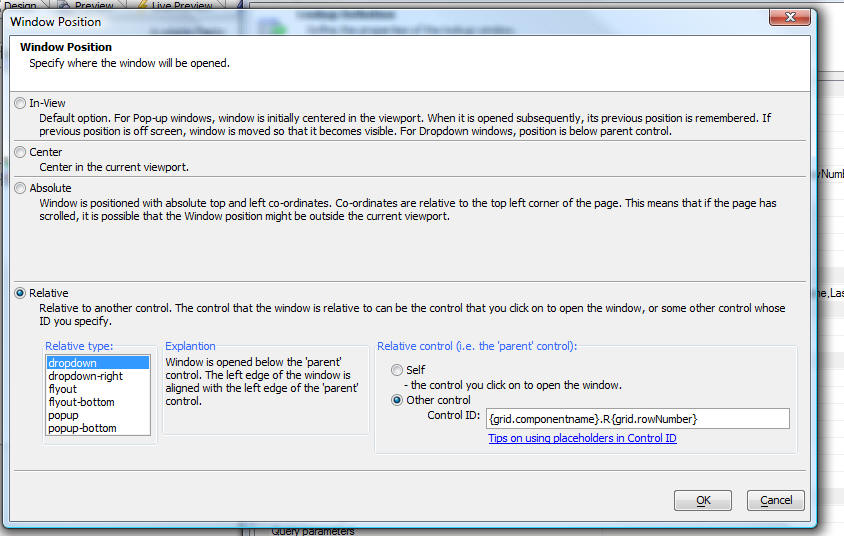 Design Preview Live Preview
Window Position
Window Position
Specify where the window will be opened.
In-View
Default option. For Pop-up windows, window is initially centered in the viewport. When it is opened subsequently, its previous position is remembered. If
previous position is off screen, window is moved so that it becomes visible. For Dropdown windows, position is below parent control.
Center
Center in the current viewport.
Absolute
Window is positioned with absolute top and left co-ordinates. Co-ordinates are relative to the top left corner of the page. This means that if the page has
scrolled, it is possible that the Window position might be outside the current viewport.
Relative
Relative to another control. The control that the window is relative to can be the control that you click on to open the window, or some other control whose
ID you specify.
Relative type:
dropdown
dropdown-right
flyout
flyout-bottom
popup
popup-bottom
Explantion
Window is opened below the 'parent'
control. The left edge of the window is
aligned with the left edge of the 'parent'
control.
Relative control (i.e. the 'parent' control):
Self
- the control you click on to open the window.
Other control
Control ID: {grid.componentname}.R{grid.rowNumber}
Tips on using placeholders in Control ID
OK Cancel
Query parameters